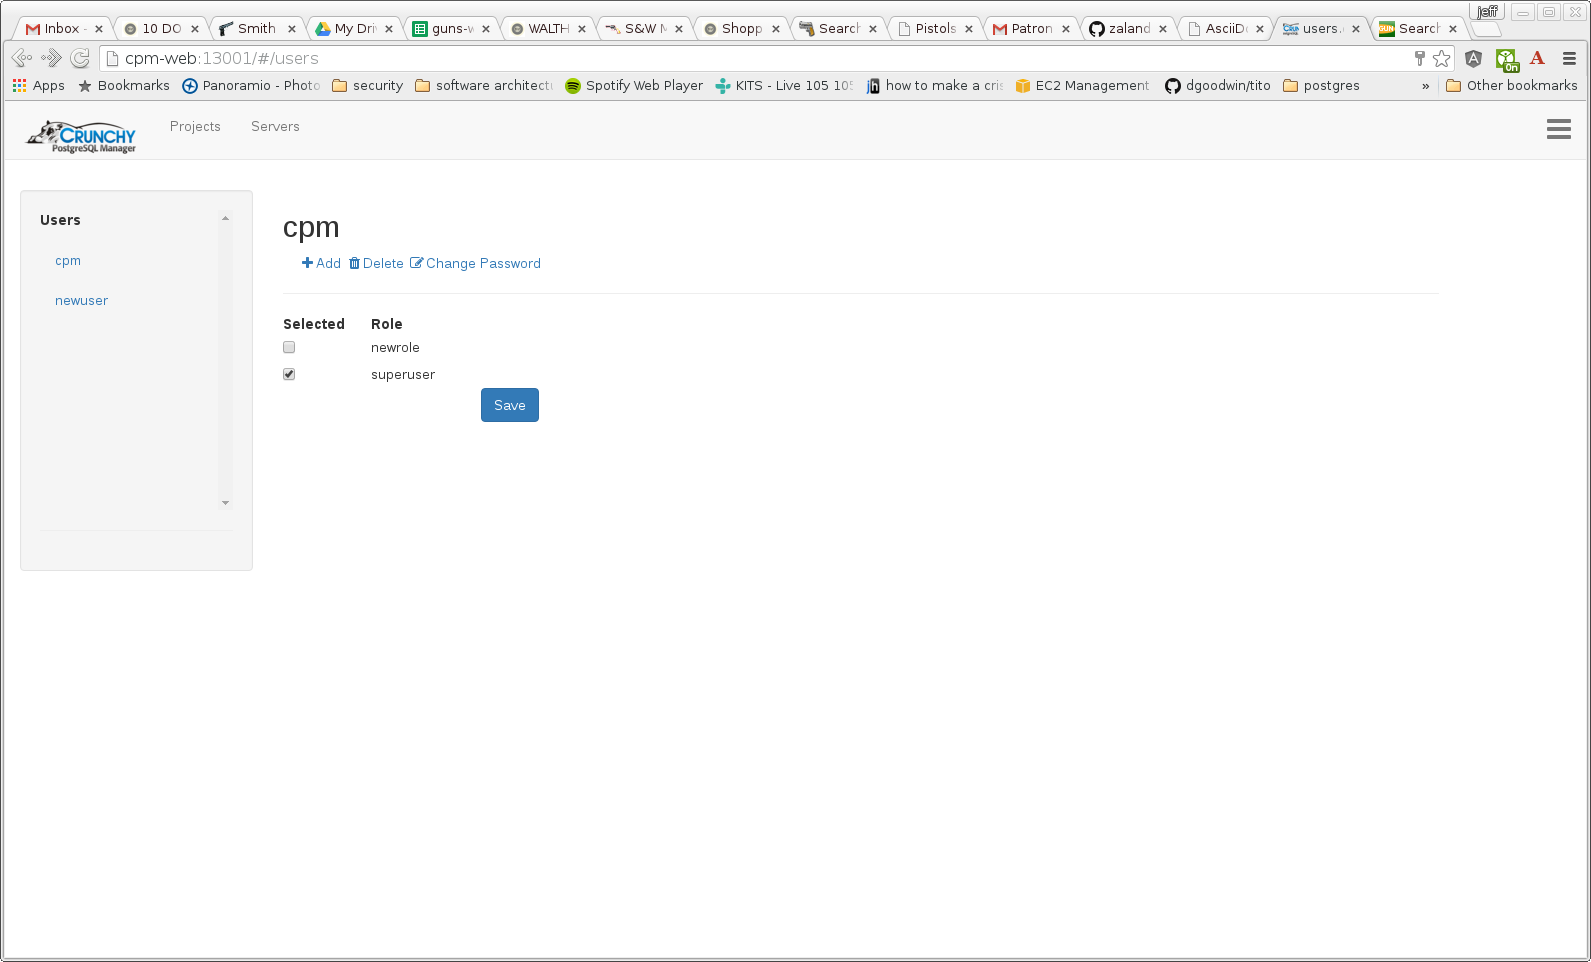 jeff
Inbox - 10 DO Smith My Dri guns-w WALTH S&W M Shopp Search Pistols Patron zaland AsciiDo users. Search
cpm-web:13001/#/users
Apps Bookmarks Panoramio - Photo security software architectu Spotify Web Player KITS - Live 105 105 how to make a cris EC2 Management dgoodwin/tito postgres » Other bookmarks
CRUNCHY
PostgreSQL Manager
Projects Servers
Users
cpm
newuser
cpm
Add Delete Change Password
Selected Role
newrole
superuser
Save